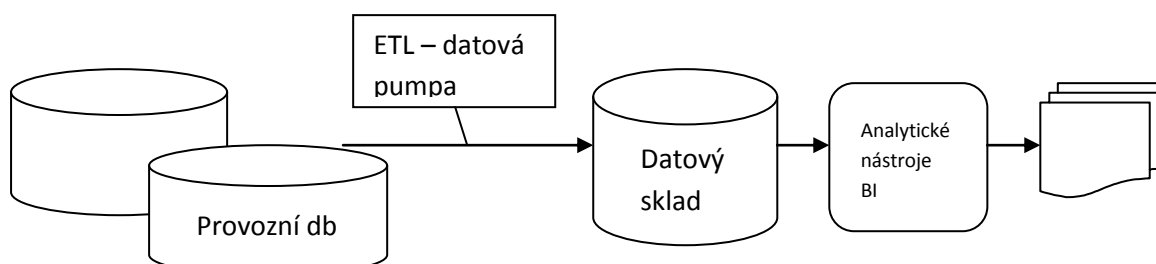 ETL – datová
pumpa
Provozní db
Datový
sklad
Analytické
nástroje
BI